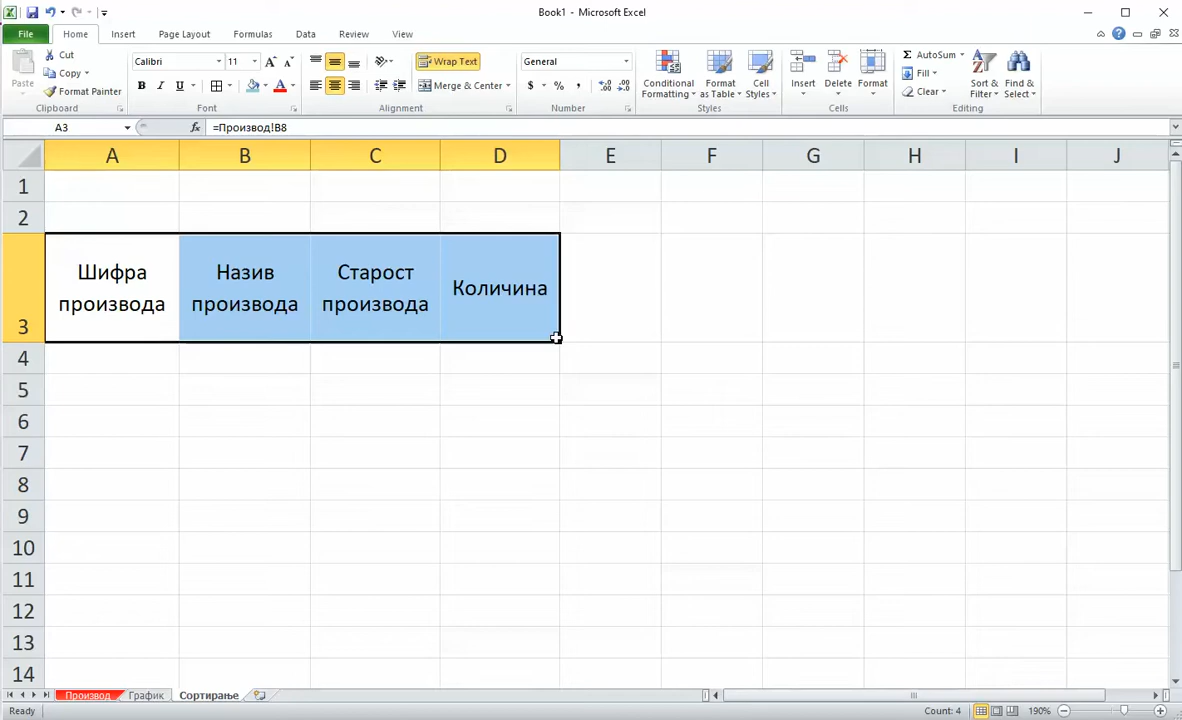 Book1 - Microsoft Excel
File Home Insert Page Layout Formulas Data Review View
Paste
Cut
Copy
Format Painter
Clipboard
Calibri 11
B I U
Font
Wrap Text
Merge & Center
Alignment
General
$ % ,
Number
Conditional Formatting
Format as Table
Cell Styles
Styles
Insert
Delete
Format
Cells
Σ AutoSum
Fill
Clear
Sort & Filter
Find & Select
Editing
A3 fx =Производ!B8
A B C D E F G H I J
1
2
3
Шифра производа
Назив производа
Старост производа
Количина
4
5
6
7
8
9
10
11
12
13
14
Производ График Сортирање
Ready Count: 4 190%